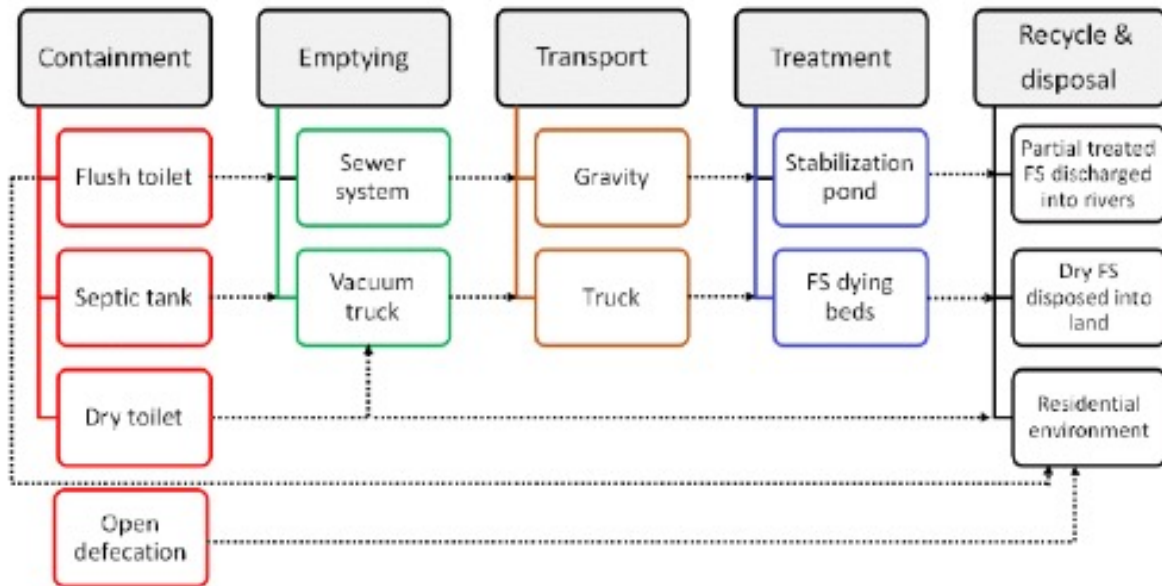 Containment
Emptying
Transport
Treatment
Recycle &
disposal
Flush toilet
Sewer
system
Gravity
Stabilization
pond
Partial treated
FS discharged
into rivers
Septic tank
Vacuum
truck
Truck
FS dying
beds
Dry FS
disposed into
land
Dry toilet
Residential
environment
Open
defecation